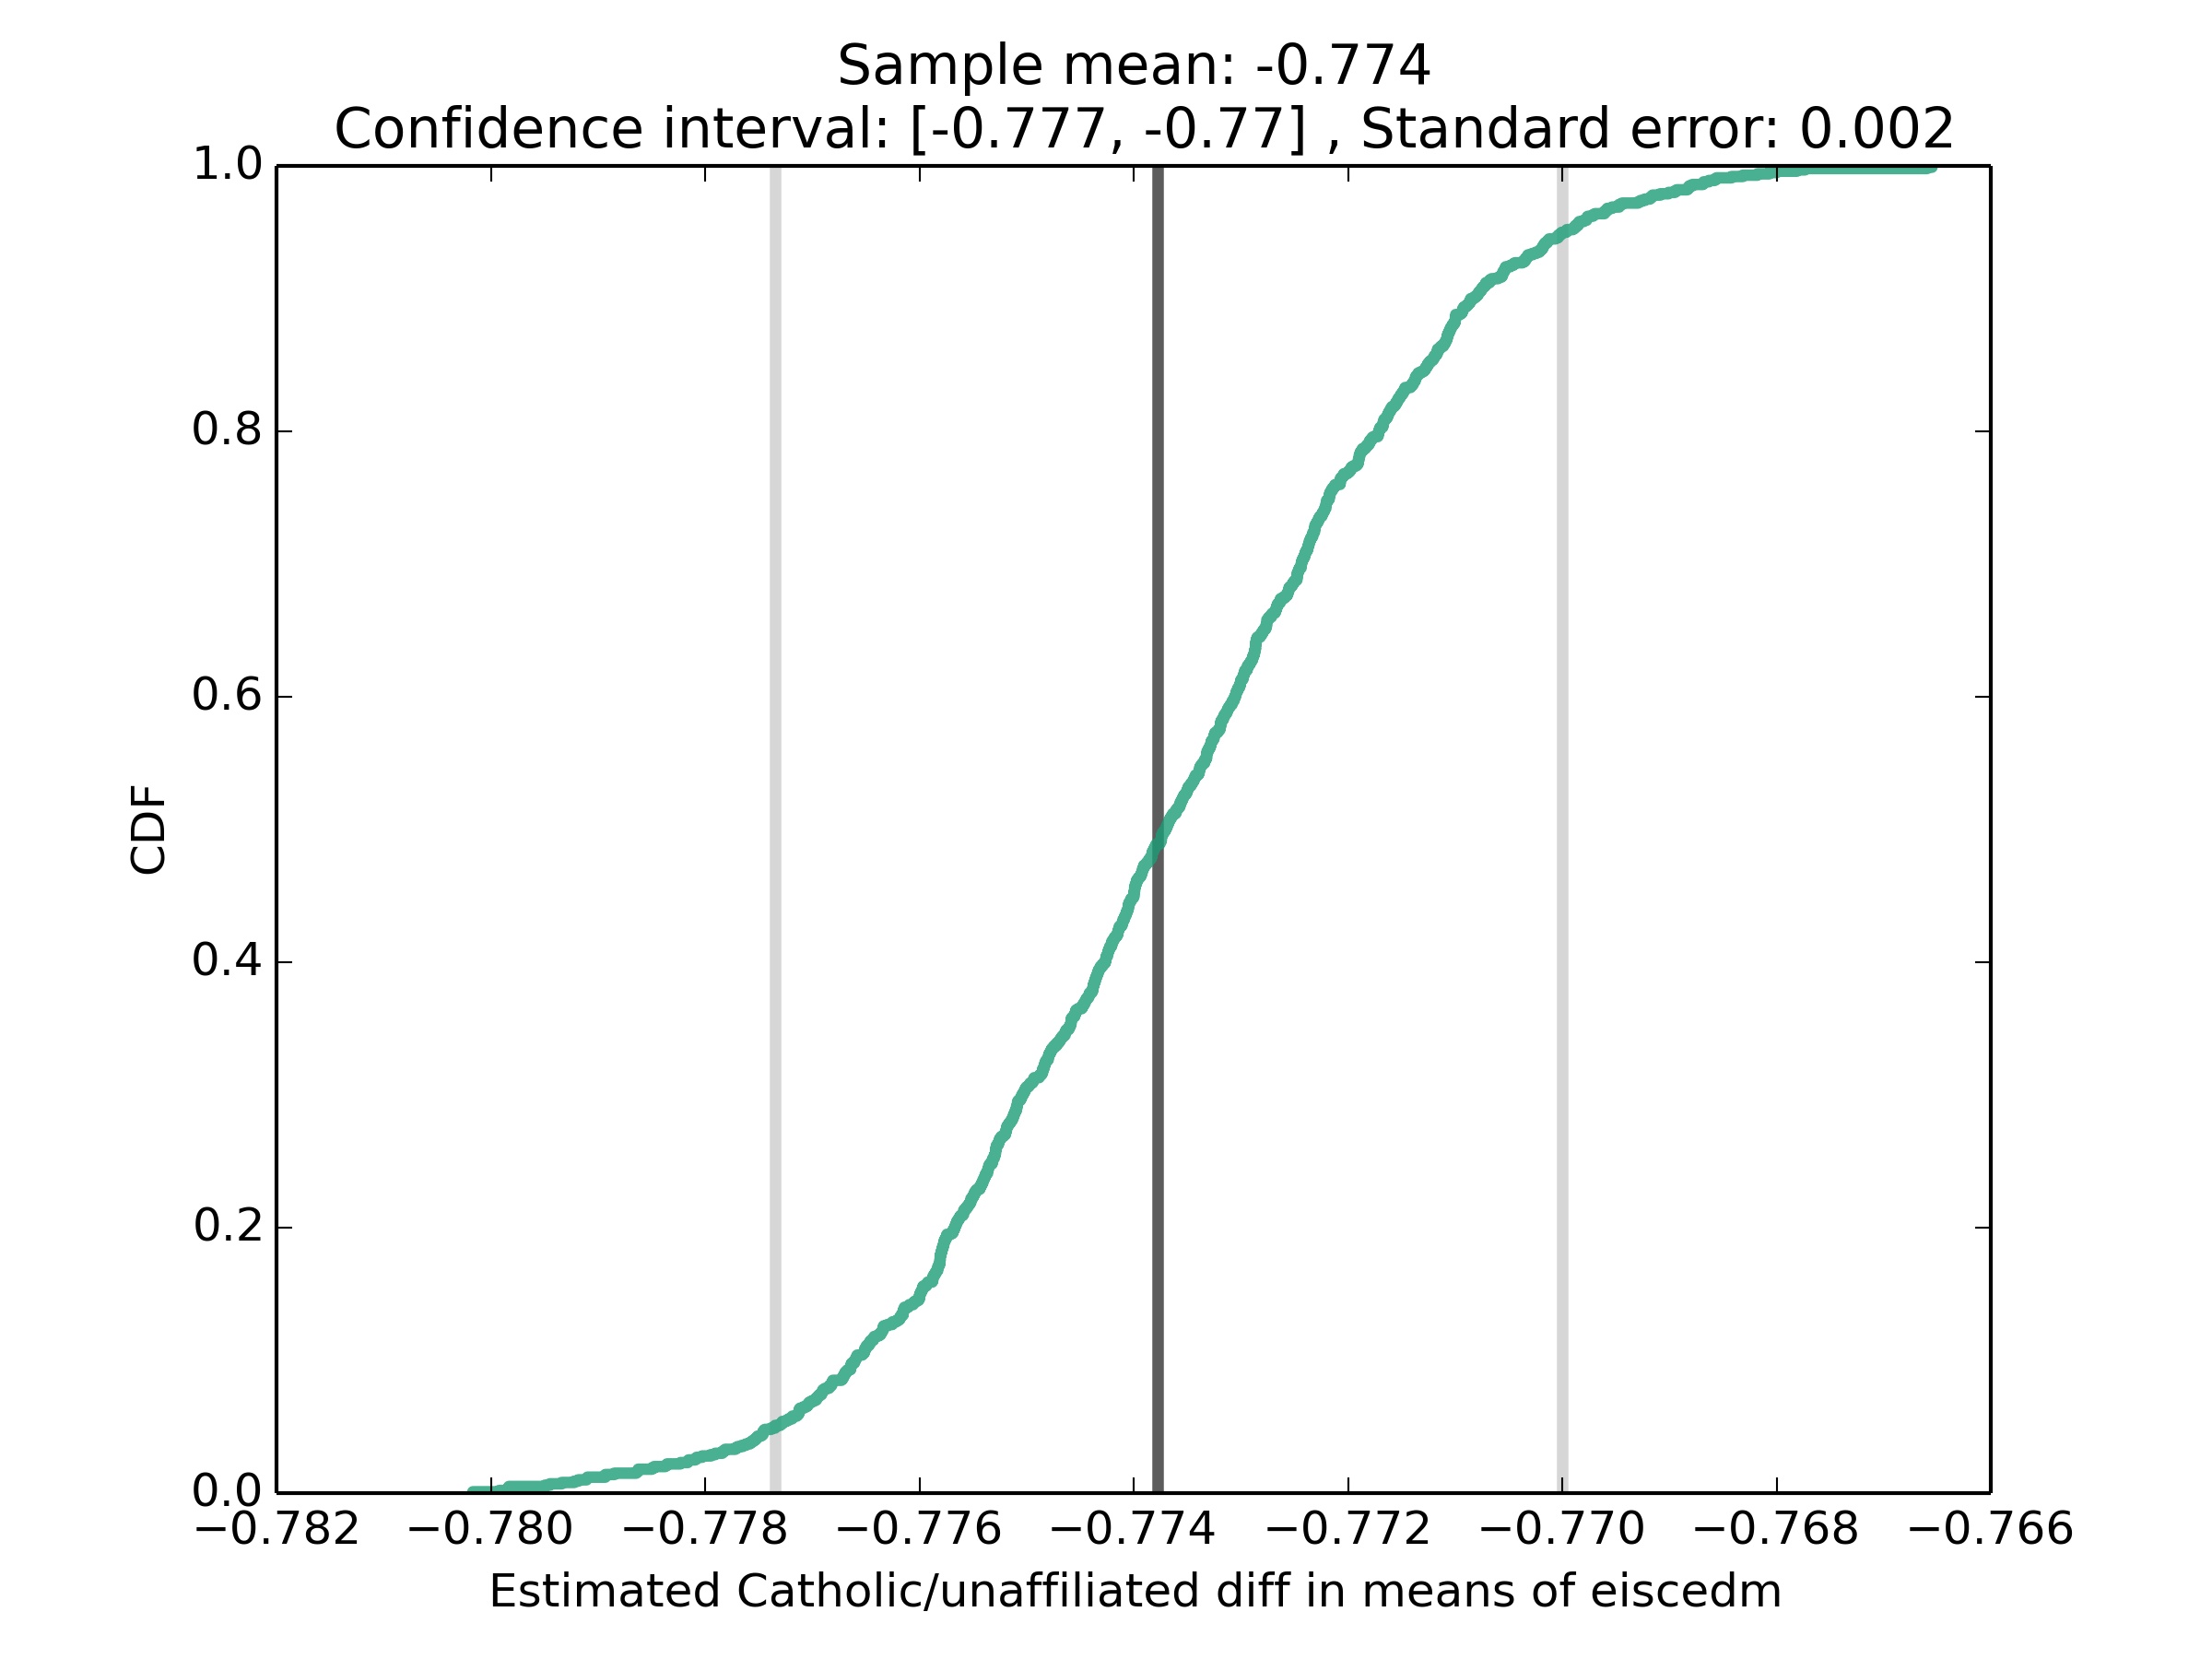 Sample mean: -0.774
Confidence interval: [-0.777, -0.77] , Standard error: 0.002
1.0
0.8
0.6
0.4
0.2
0.0
CDF
−0.782 −0.780 −0.778 −0.776 −0.774 −0.772 −0.770 −0.768 −0.766
Estimated Catholic/unaffiliated diff in means of eiscedm